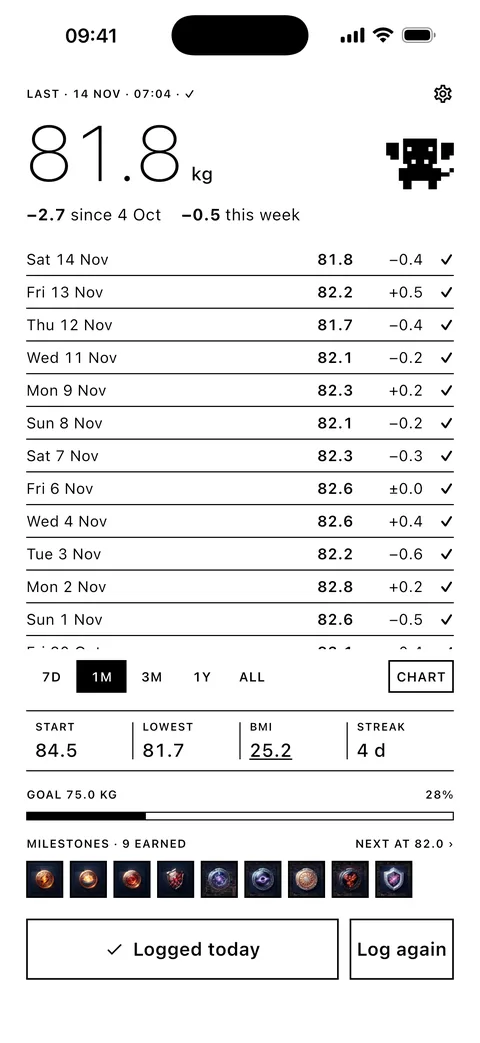 09:41
LAST · 14 NOV · 07:04 · ✓
81.8 kg
−2.7 since 4 Oct −0.5 this week
Sat 14 Nov 81.8 −0.4 ✓
Fri 13 Nov 82.2 +0.5 ✓
Thu 12 Nov 81.7 −0.4 ✓
Wed 11 Nov 82.1 −0.2 ✓
Mon 9 Nov 82.3 +0.2 ✓
Sun 8 Nov 82.1 −0.2 ✓
Sat 7 Nov 82.3 −0.3 ✓
Fri 6 Nov 82.6 ±0.0 ✓
Wed 4 Nov 82.6 +0.4 ✓
Tue 3 Nov 82.2 −0.6 ✓
Mon 2 Nov 82.8 +0.2 ✓
Sun 1 Nov 82.6 −0.5 ✓
7D 1M 3M 1Y ALL CHART
START LOWEST BMI STREAK
84.5 81.7 25.2 4 d
GOAL 75.0 KG 28%
MILESTONES · 9 EARNED NEXT AT 82.0 ›
✓ Logged today Log again